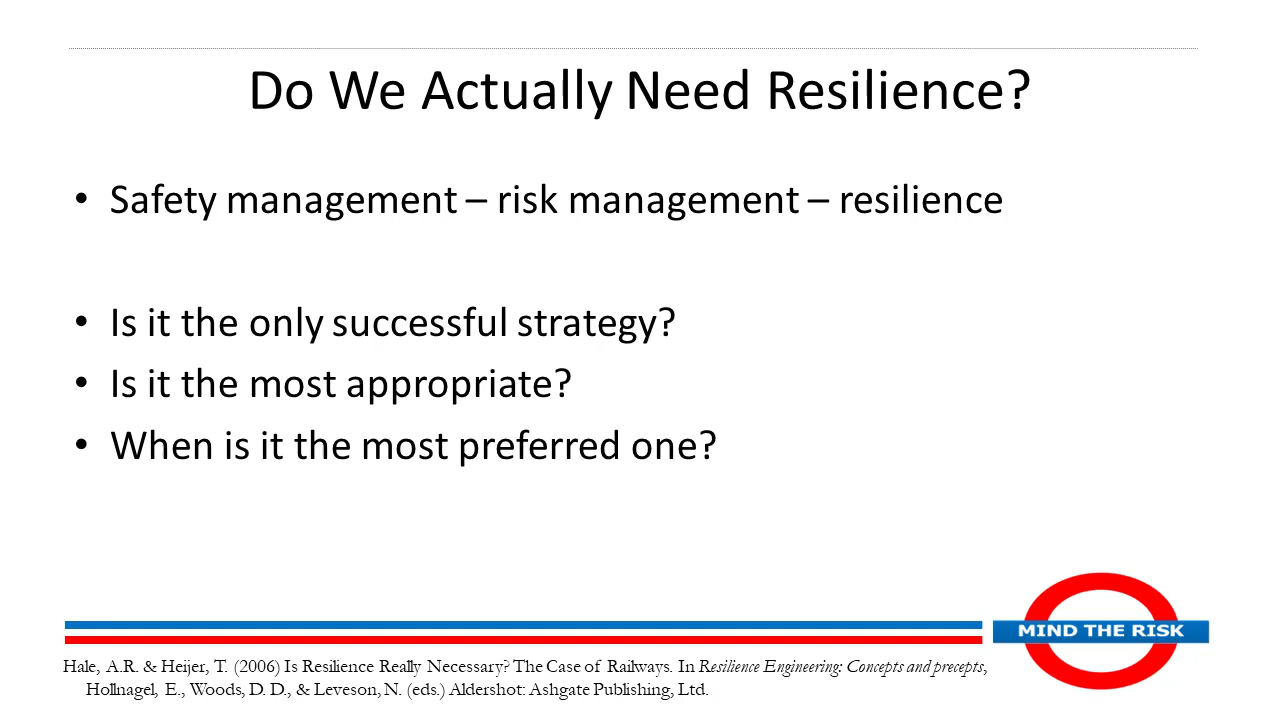 Do We Actually Need Resilience?
• Safety management – risk management – resilience
• Is it the only successful strategy?
• Is it the most appropriate?
• When is it the most preferred one?
MIND THE RISK
Hale, A.R. & Heijer, T. (2006) Is Resilience Really Necessary? The Case of Railways. In Resilience Engineering: Concepts and precepts,
Hollnagel, E., Woods, D. D., & Leveson, N. (eds.) Aldershot: Ashgate Publishing, Ltd.